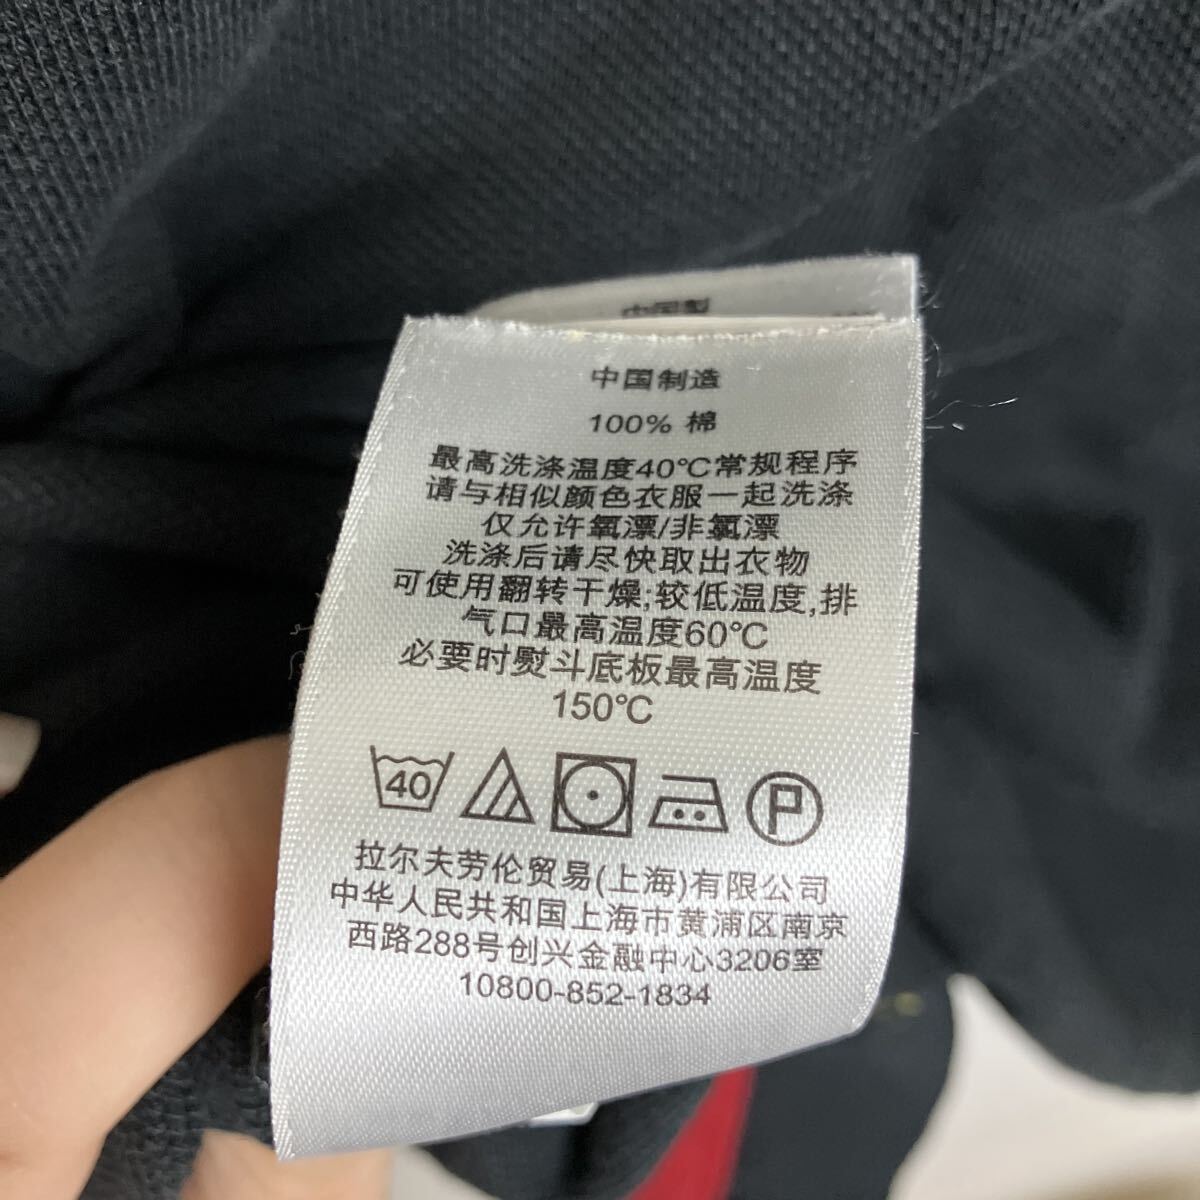 中国製
中国制造
100% 棉
最高洗涤温度40℃常规程序
请与相似颜色衣服一起洗涤
仅允许氧漂/非氯漂
洗涤后请尽快取出衣物
可使用翻转干燥;较低温度,排
气口最高温度60℃
必要时熨斗底板最高温度
150℃
40
P
拉尔夫劳伦贸易(上海)有限公司
中华人民共和国上海市黄浦区南京
西路288号创兴金融中心3206室
10800-852-1834